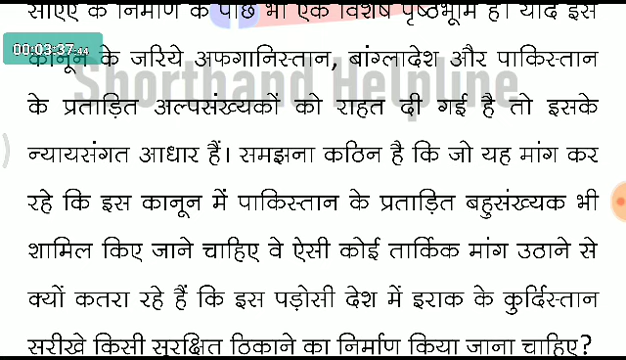 सीएए के निर्माण के पीछे भी एक विशेष पृष्ठभूमि है। यदि इस
00:03:37.44
कानून के जरिये अफगानिस्तान, बांग्लादेश और पाकिस्तान
Shorthand Helpline
के प्रताड़ित अल्पसंख्यकों को राहत दी गई है तो इसके
न्यायसंगत आधार हैं। समझना कठिन है कि जो यह मांग कर
रहे कि इस कानून में पाकिस्तान के प्रताड़ित बहुसंख्यक भी
शामिल किए जाने चाहिए वे ऐसी कोई तार्किक मांग उठाने से
क्यों कतरा रहे हैं कि इस पड़ोसी देश में इराक के कुर्दिस्तान
सरीखे किसी सुरक्षित ठिकाने का निर्माण किया जाना चाहिए?